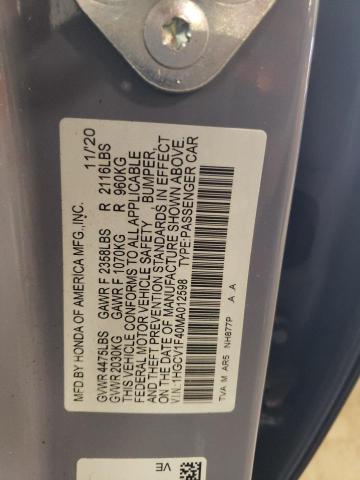 MFD.BY HONDA OF AMERICA MFG.,INC. 11/'20
GVWR 4475LBS GAWR F 2358LBS R 2116LBS
GVWR 2030KG GAWR F 1070KG R 960KG
THIS VEHICLE CONFORMS TO ALL APPLICABLE
FEDERAL MOTOR VEHICLE SAFETY, BUMPER,
AND THEFT PREVENTION STANDARDS IN EFFECT
ON THE DATE OF MANUFACTURE SHOWN ABOVE.
V.I.N.:1HGCV1F40MA012598 TYPE:PASSENGER CAR
TVA M AR5 NH877P A A
VE